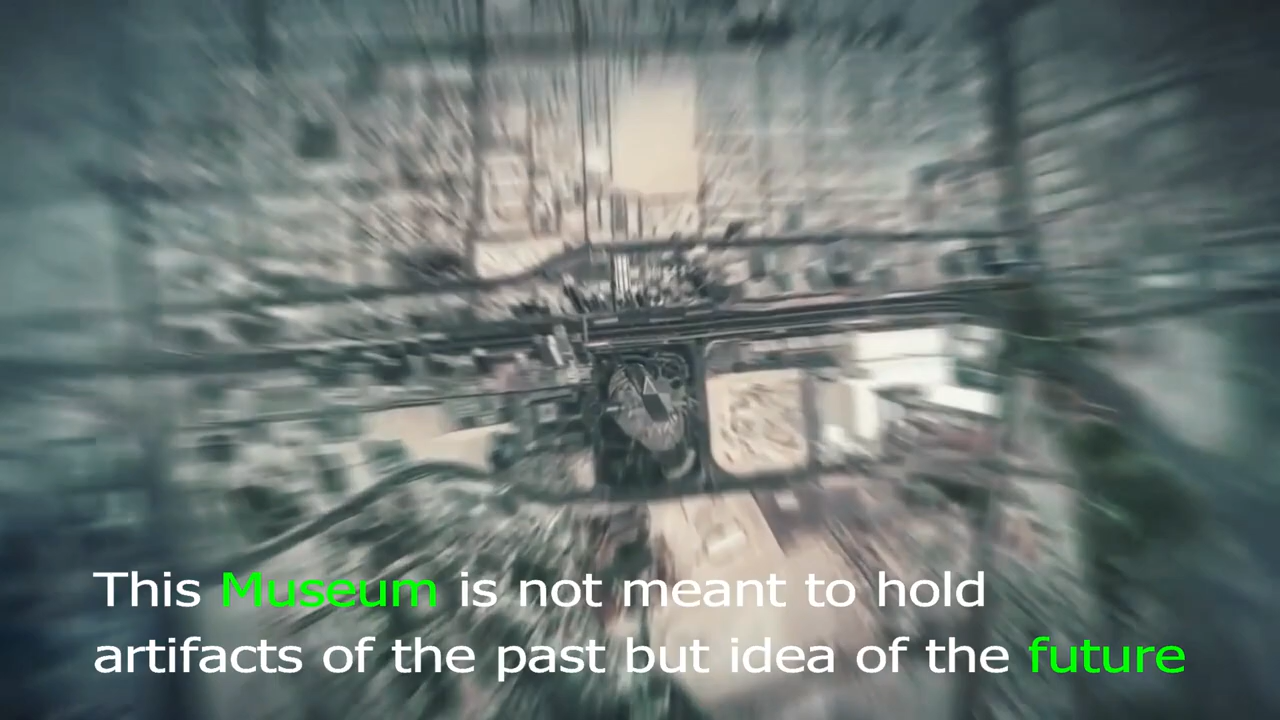 This Museum is not meant to hold
artifacts of the past but idea of the future